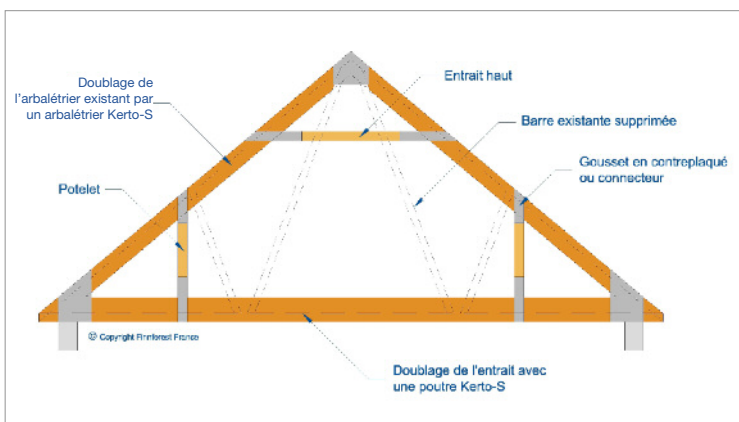 Doublage de
l'arbalétrier existant par
un arbalétrier Kerto-S
Entrait haut
Barre existante supprimée
Gousset en contreplaqué
ou connecteur
Potelet
© Copyright Finnforest France
Doublage de l'entrait avec
une poutre Kerto-S